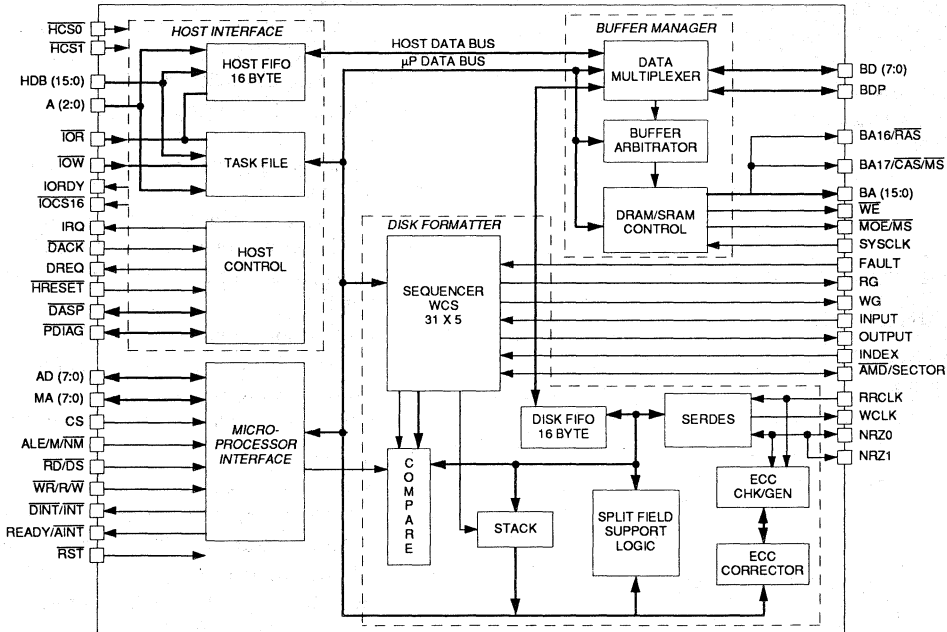 HOST INTERFACE
BUFFER MANAGER
HCS0
HCS1
HDB (15:0)
A (2:0)
IOR
IOW
IORDY
IOCS16
IRQ
DACK
DREQ
HRESET
DASP
PDIAG
AD (7:0)
MA (7:0)
CS
ALE/M/NM
RD/DS
WR/R/W
DINT/INT
READY/AINT
RST
HOST FIFO
16 BYTE
TASK FILE
HOST
CONTROL
MICRO-
PROCESSOR
INTERFACE
HOST DATA BUS
µP DATA BUS
DATA
MULTIPLEXER
BUFFER
ARBITRATOR
DRAM/SRAM
CONTROL
DISK FORMATTER
SEQUENCER
WCS
31 X 5
DISK FIFO
16 BYTE
SERDES
COMPARE
STACK
SPLIT FIELD
SUPPORT
LOGIC
ECC
CHK/GEN
ECC
CORRECTOR
BD (7:0)
BDP
BA16/RAS
BA17/CAS/MS
BA (15:0)
WE
MOE/MS
SYSCLK
FAULT
RG
WG
INPUT
OUTPUT
INDEX
AMD/SECTOR
RRCLK
WCLK
NRZ0
NRZ1